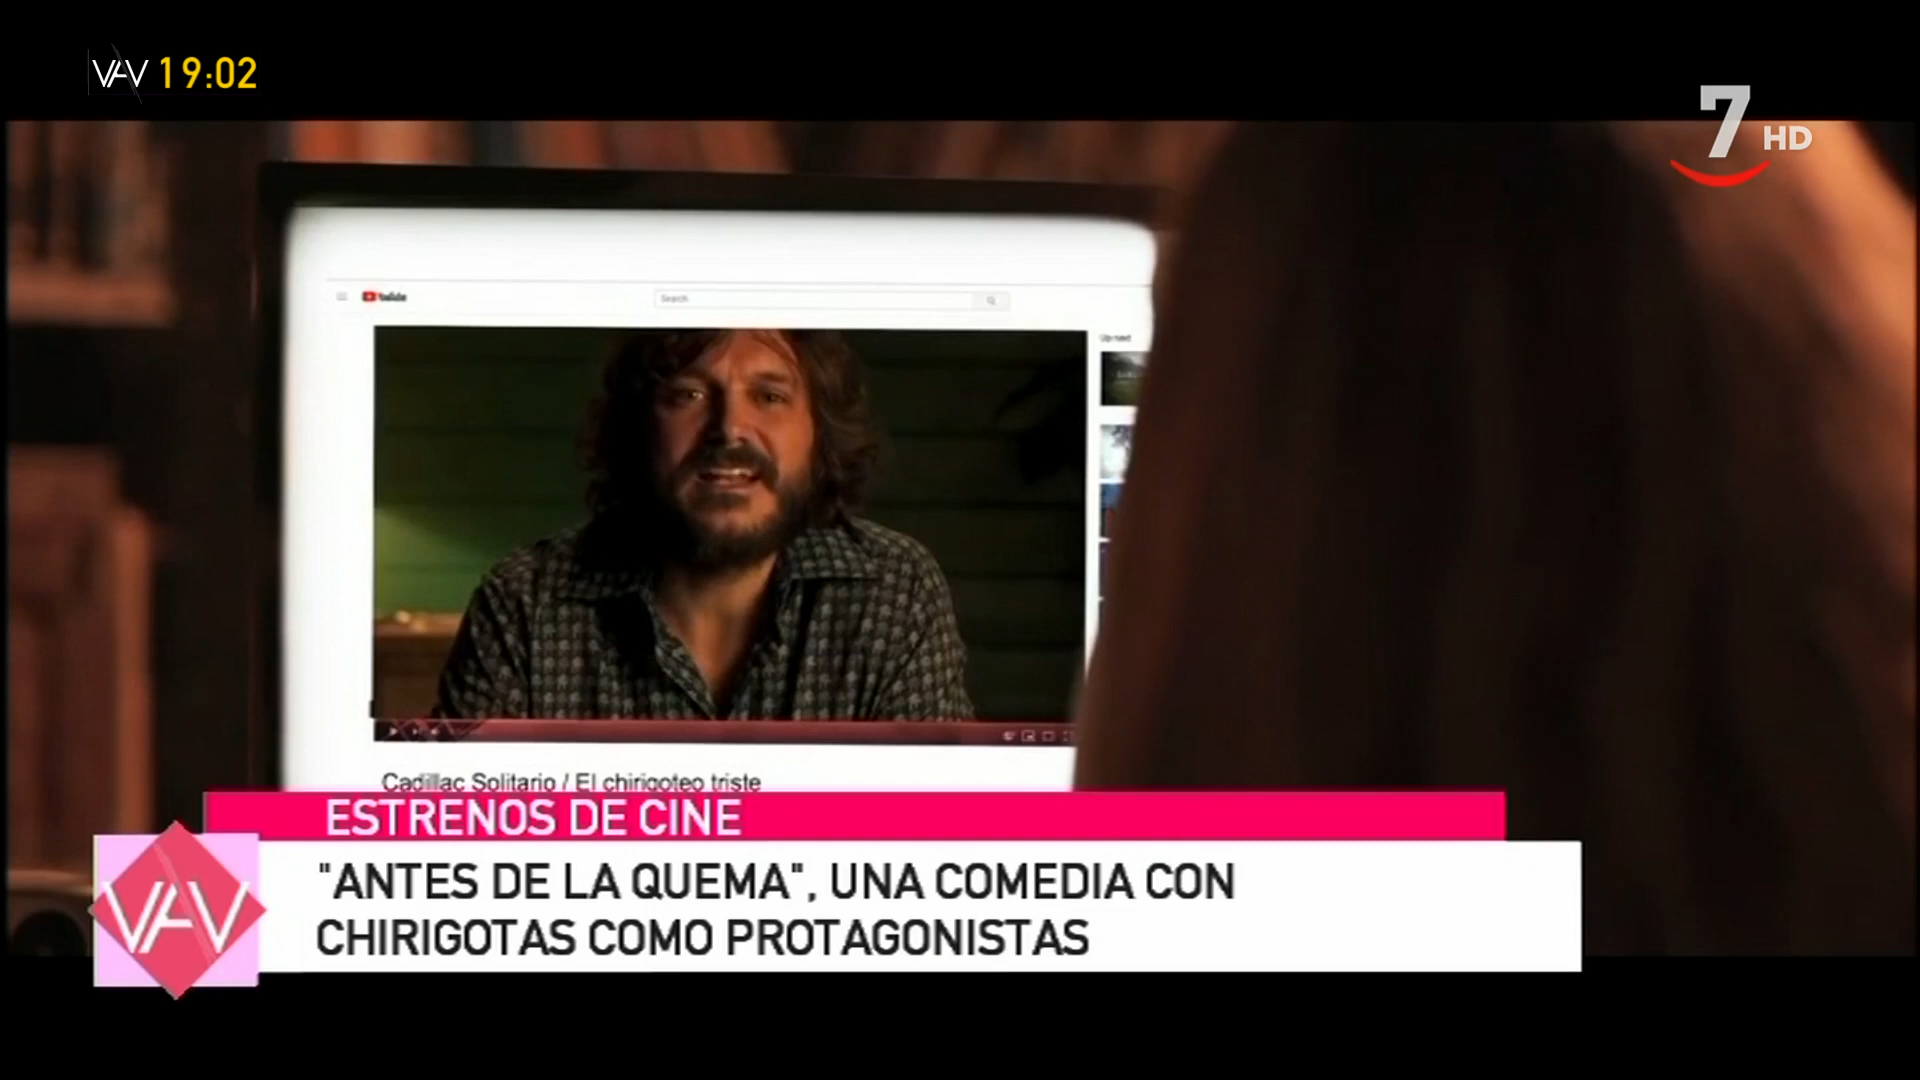 VAV 19:02
7 HD
YouTube
Search
Up next
Cadillac Solitario / El chirigoteo triste
ESTRENOS DE CINE
"ANTES DE LA QUEMA", UNA COMEDIA CON
CHIRIGOTAS COMO PROTAGONISTAS
VAV